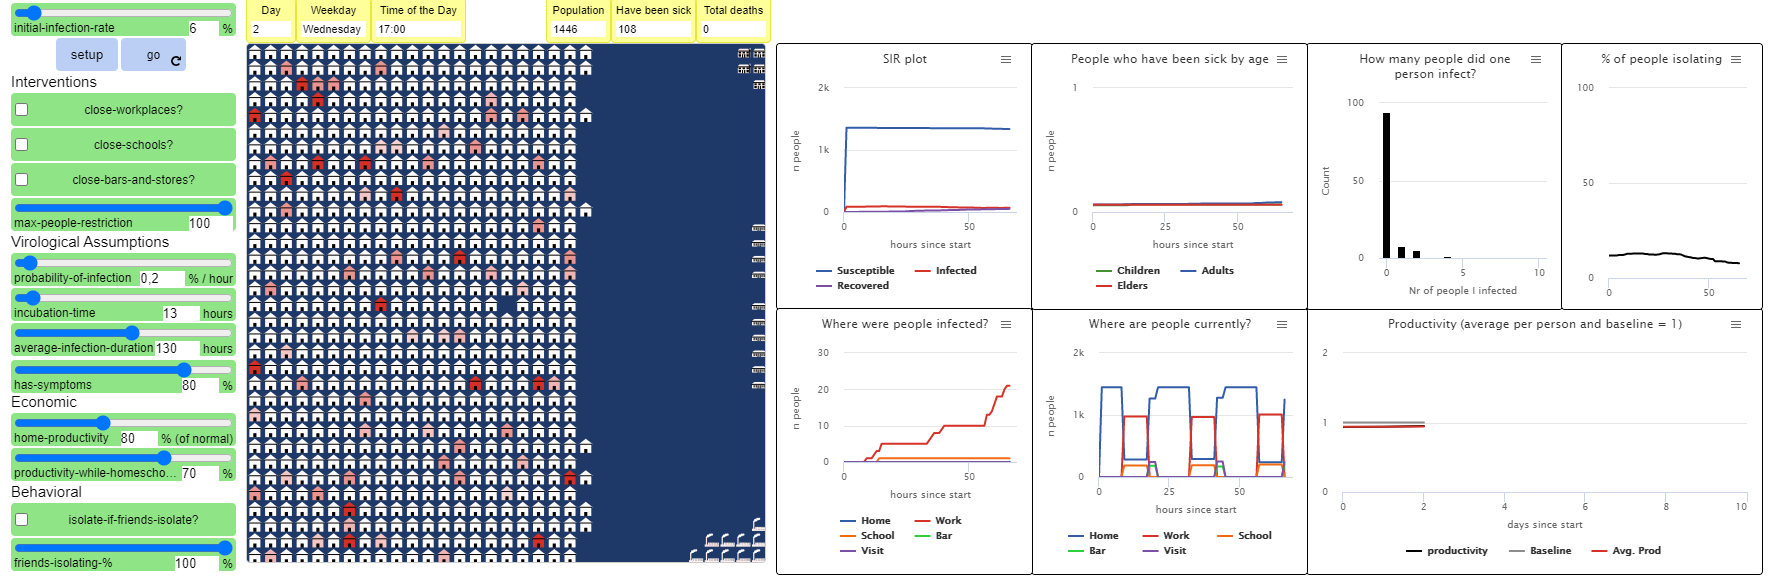 initial-infection-rate 6 %
setup go
Interventions
close-workplaces?
close-schools?
close-bars-and-stores?
max-people-restriction 100
Virological Assumptions
probability-of-infection 0,2 % / hour
incubation-time 13 hours
average-infection-duration 130 hours
has-symptoms 80 %
Economic
home-productivity 80 % (of normal)
productivity-while-homescho... 70 %
Behavioral
isolate-if-friends-isolate?
friends-isolating-% 100 %
Day Weekday Time of the Day Population Have been sick Total deaths
2 Wednesday 17:00 1446 108 0
SIR plot
2k
1k
0
n people
0 50
hours since start
Susceptible Infected
Recovered
People who have been sick by age
1
0
n people
0 25 50
hours since start
Children Adults
Elders
How many people did one
person infect?
100
50
0
Count
0 5 10
Nr of people I infected
% of people isolating
100
50
0
0 50
Where were people infected?
30
20
10
0
n people
0 50
hours since start
Home Work
School Bar
Visit
Where are people currently?
2k
1k
0
n people
0 25 50
hours since start
Home Work School
Bar Visit
Productivity (average per person and baseline = 1)
2
1
0
0 2 4 6 8 10
days since start
productivity Baseline Avg. Prod